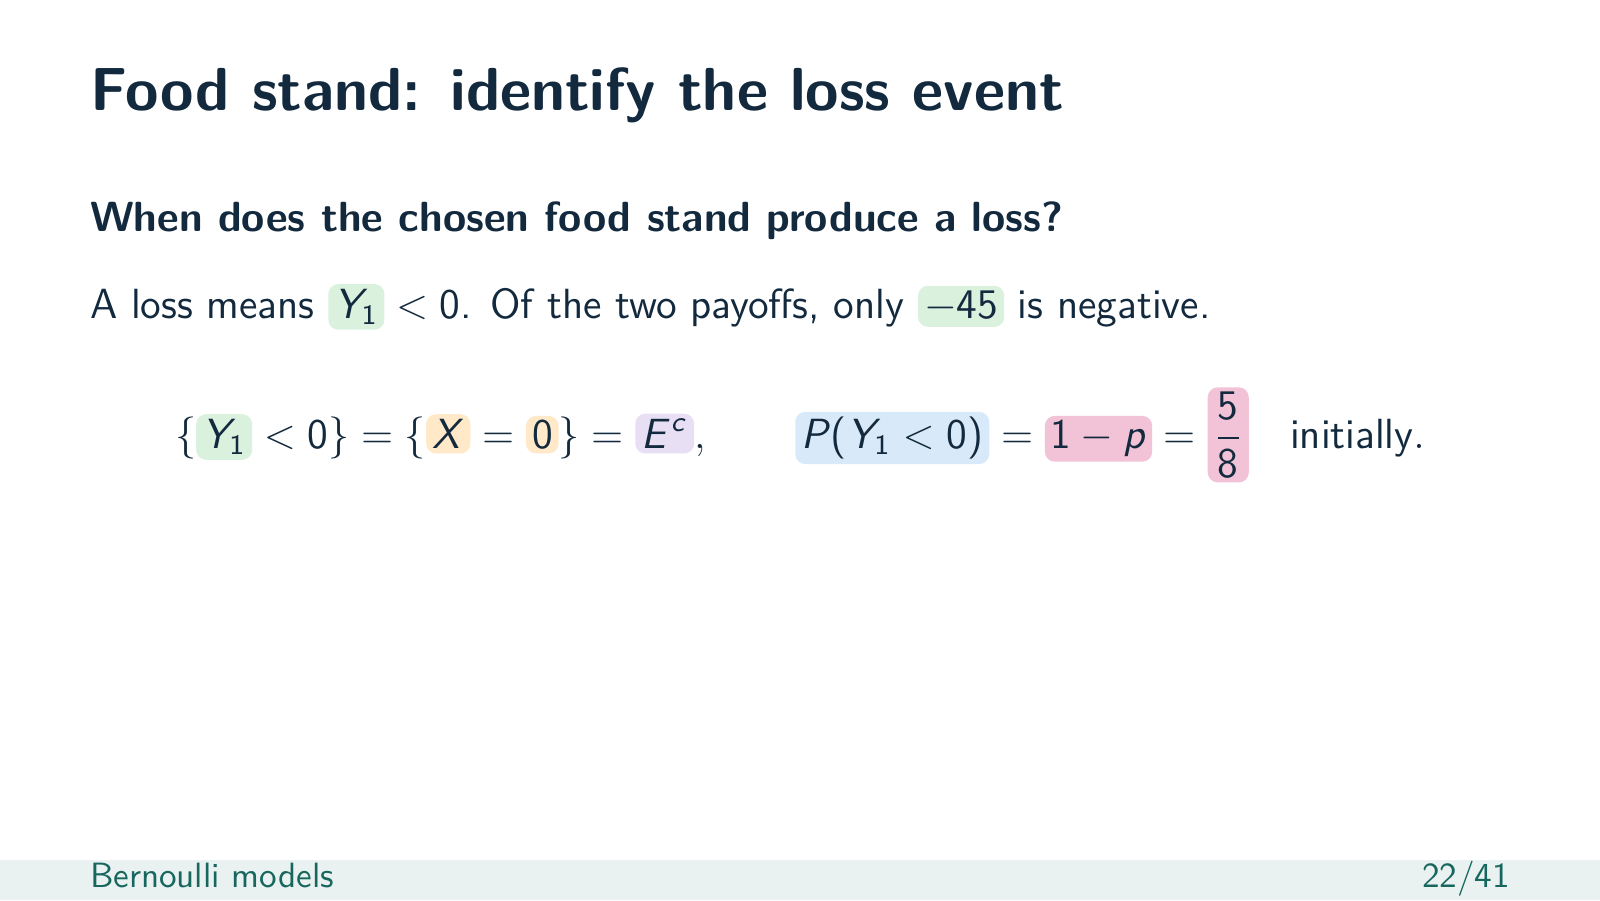 Food stand: identify the loss event
When does the chosen food stand produce a loss?
A loss means Y₁ < 0. Of the two payoffs, only −45 is negative.
{Y₁ < 0} = {X = 0} = Eᶜ, P(Y₁ < 0) = 1 − p = 5/8 initially.
Bernoulli models 22/41